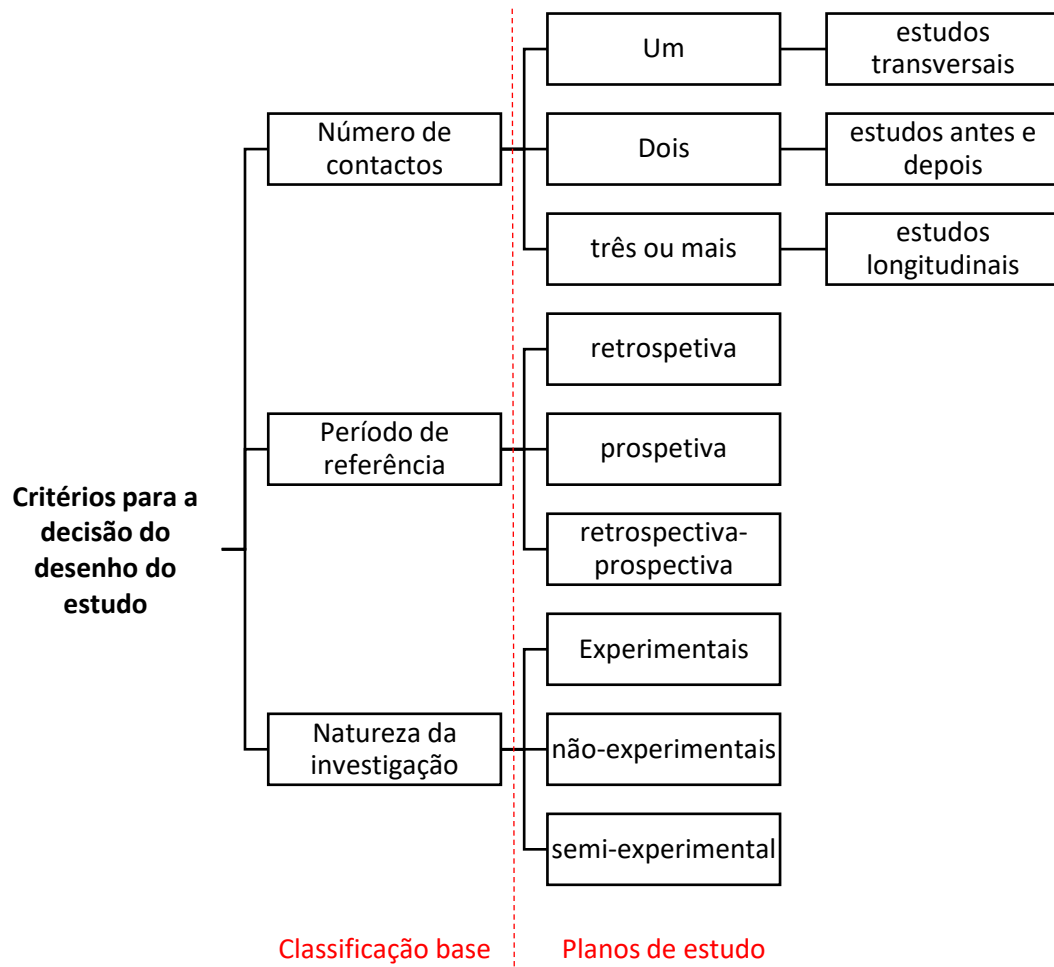 Critérios para a
decisão do
desenho do
estudo
Número de
contactos
Um
estudos
transversais
Dois
estudos antes e
depois
três ou mais
estudos
longitudinais
Período de
referência
retrospetiva
prospetiva
retrospectiva-
prospectiva
Natureza da
investigação
Experimentais
não-experimentais
semi-experimental
Classificação base
Planos de estudo